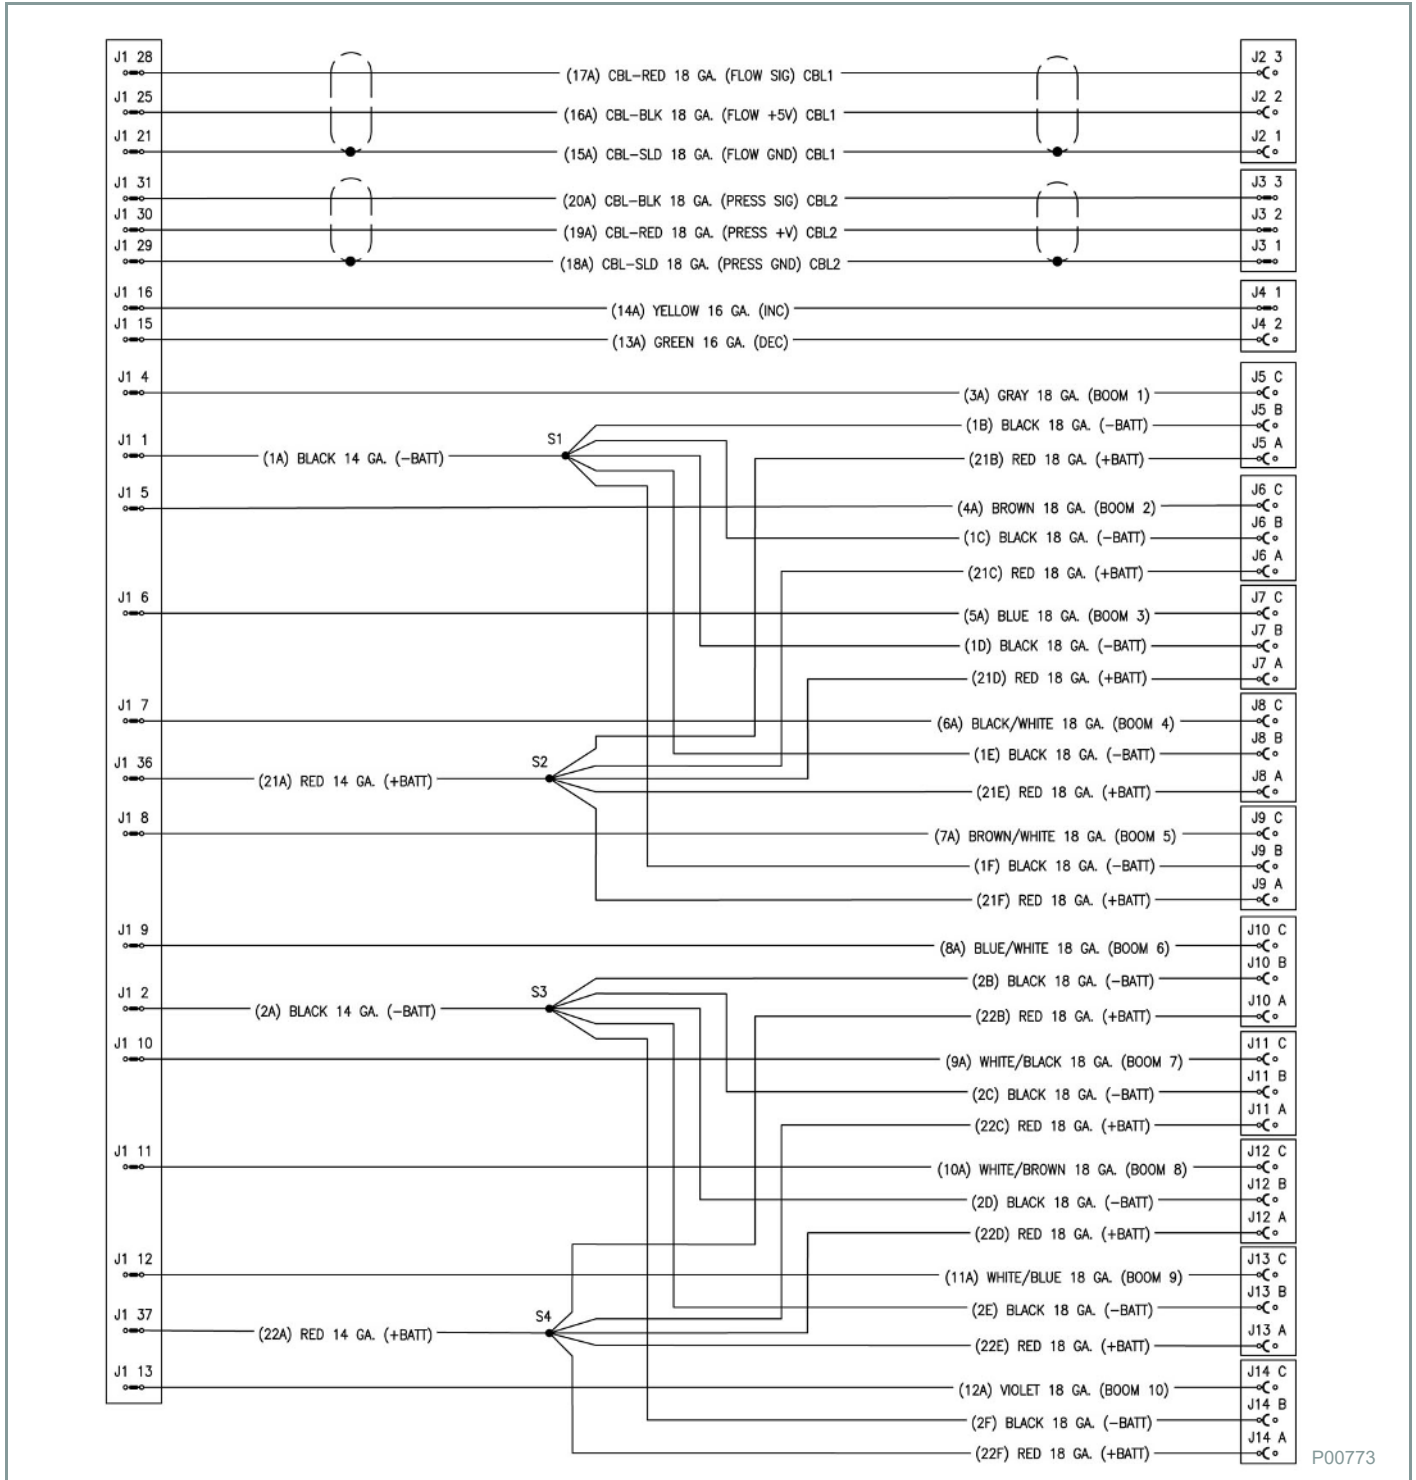 J1 28 (17A) CBL-RED 18 GA. (FLOW SIG) CBL1 J2 3
J1 25 (16A) CBL-BLK 18 GA. (FLOW +5V) CBL1 J2 2
J1 21 (15A) CBL-SLD 18 GA. (FLOW GND) CBL1 J2 1
J1 31 (20A) CBL-BLK 18 GA. (PRESS SIG) CBL2 J3 3
J1 30 (19A) CBL-RED 18 GA. (PRESS +V) CBL2 J3 2
J1 29 (18A) CBL-SLD 18 GA. (PRESS GND) CBL2 J3 1
J1 16 (14A) YELLOW 16 GA. (INC) J4 1
J1 15 (13A) GREEN 16 GA. (DEC) J4 2
J1 4 (3A) GRAY 18 GA. (BOOM 1) J5 C
(1B) BLACK 18 GA. (-BATT) J5 B
J1 1 (1A) BLACK 14 GA. (-BATT) S1 (21B) RED 18 GA. (+BATT) J5 A
J1 5 (4A) BROWN 18 GA. (BOOM 2) J6 C
(1C) BLACK 18 GA. (-BATT) J6 B
(21C) RED 18 GA. (+BATT) J6 A
J1 6 (5A) BLUE 18 GA. (BOOM 3) J7 C
(1D) BLACK 18 GA. (-BATT) J7 B
(21D) RED 18 GA. (+BATT) J7 A
J1 7 (6A) BLACK/WHITE 18 GA. (BOOM 4) J8 C
(1E) BLACK 18 GA. (-BATT) J8 B
J1 36 (21A) RED 14 GA. (+BATT) S2 (21E) RED 18 GA. (+BATT) J8 A
J1 8 (7A) BROWN/WHITE 18 GA. (BOOM 5) J9 C
(1F) BLACK 18 GA. (-BATT) J9 B
(21F) RED 18 GA. (+BATT) J9 A
J1 9 (8A) BLUE/WHITE 18 GA. (BOOM 6) J10 C
(2B) BLACK 18 GA. (-BATT) J10 B
J1 2 (2A) BLACK 14 GA. (-BATT) S3 (22B) RED 18 GA. (+BATT) J10 A
J1 10 (9A) WHITE/BLACK 18 GA. (BOOM 7) J11 C
(2C) BLACK 18 GA. (-BATT) J11 B
(22C) RED 18 GA. (+BATT) J11 A
J1 11 (10A) WHITE/BROWN 18 GA. (BOOM 8) J12 C
(2D) BLACK 18 GA. (-BATT) J12 B
(22D) RED 18 GA. (+BATT) J12 A
J1 12 (11A) WHITE/BLUE 18 GA. (BOOM 9) J13 C
(2E) BLACK 18 GA. (-BATT) J13 B
J1 37 (22A) RED 14 GA. (+BATT) S4 (22E) RED 18 GA. (+BATT) J13 A
J1 13 (12A) VIOLET 18 GA. (BOOM 10) J14 C
(2F) BLACK 18 GA. (-BATT) J14 B
(22F) RED 18 GA. (+BATT) J14 A
P00773